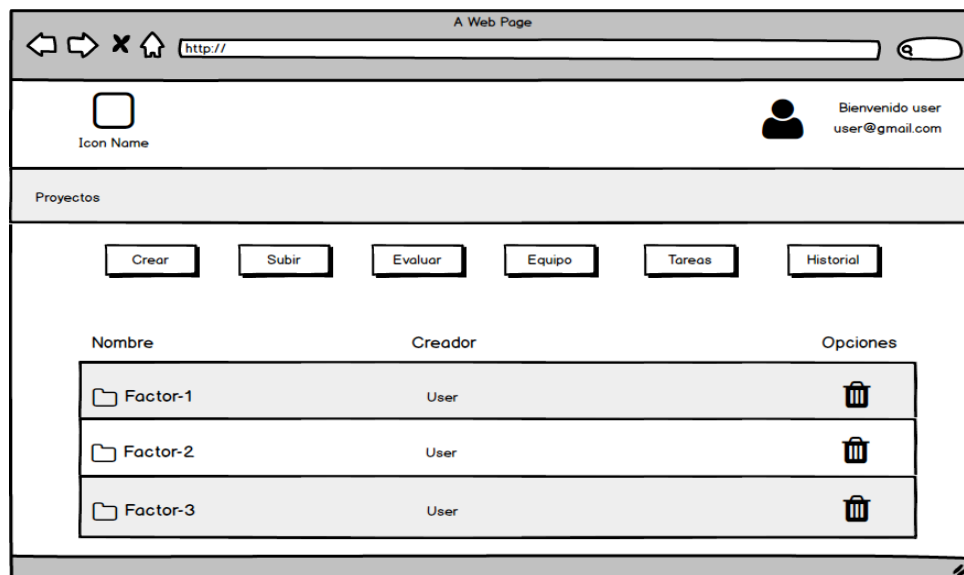 A Web Page
http://
Icon Name
Bienvenido user
user@gmail.com
Proyectos
Crear Subir Evaluar Equipo Tareas Historial
Nombre Creador Opciones
Factor-1 User
Factor-2 User
Factor-3 User